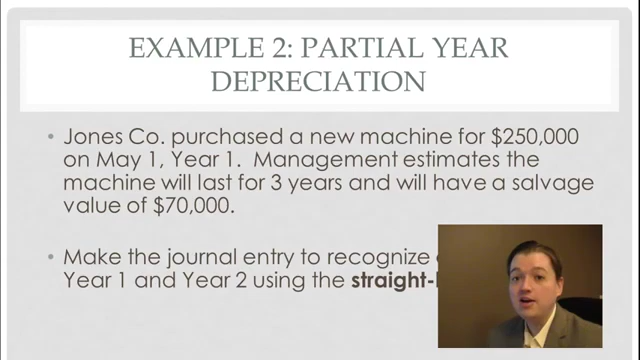 EXAMPLE 2: PARTIAL YEAR
DEPRECIATION
• Jones Co. purchased a new machine for $250,000
on May 1, Year 1. Management estimates the
machine will last for 3 years and will have a salvage
value of $70,000.
• Make the journal entry to recognize
Year 1 and Year 2 using the straight-